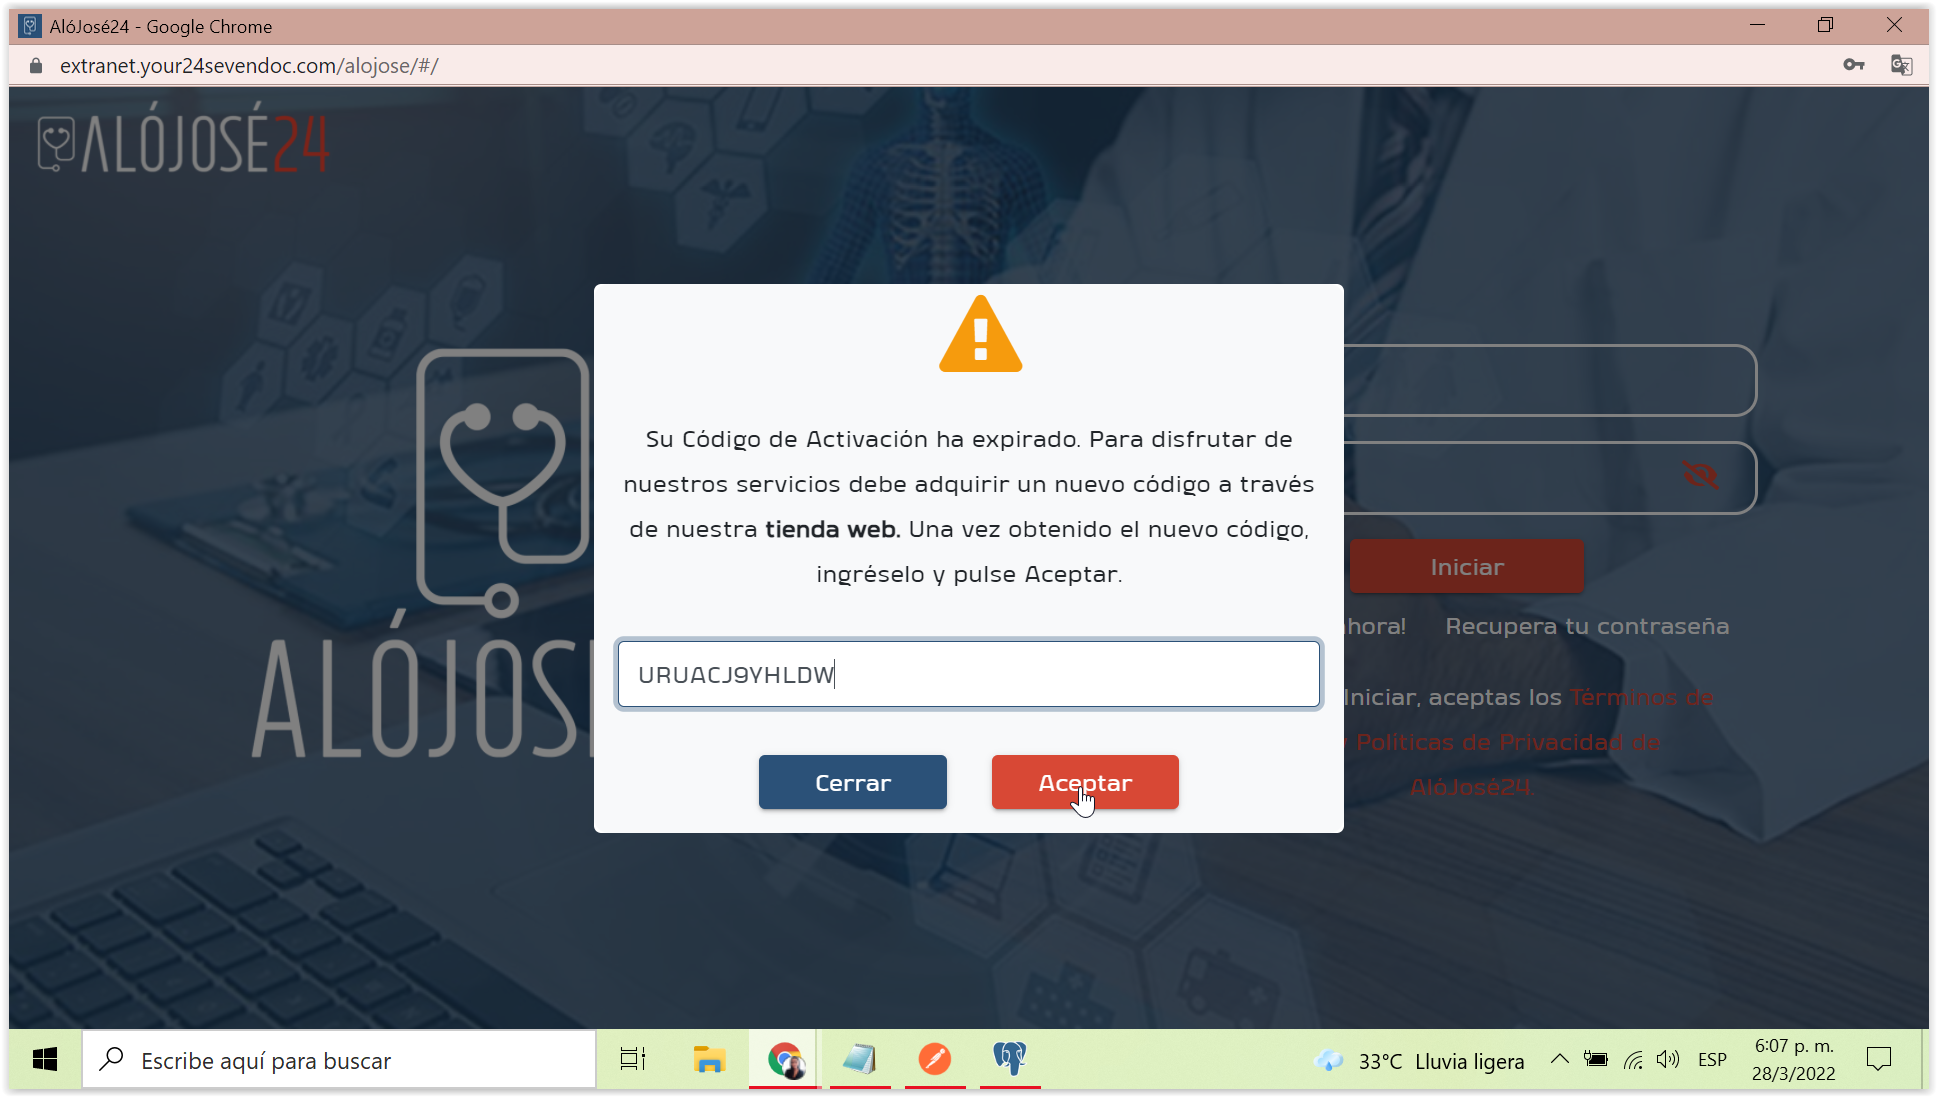 AlóJosé24 - Google Chrome
extranet.your24sevendoc.com/alojose/#/
ALÓJOSÉ24
Su Código de Activación ha expirado. Para disfrutar de
nuestros servicios debe adquirir un nuevo código a través
de nuestra tienda web. Una vez obtenido el nuevo código,
ingréselo y pulse Aceptar.
URUACJ9YHLDW
Cerrar
Aceptar
ALÓJOS
Iniciar
hora!
Recupera tu contraseña
Iniciar, aceptas los Términos de
y Políticas de Privacidad de
AlóJosé24.
Escribe aquí para buscar
33°C Lluvia ligera
ESP
6:07 p. m.
28/3/2022